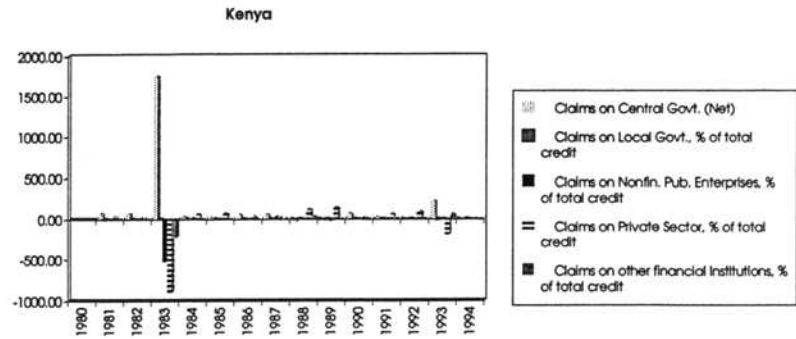 Kenya
2000.00
1500.00
1000.00
500.00
0.00
-500.00
-1000.00
1980
1981
1982
1983
1984
1985
1986
1987
1988
1989
1990
1991
1992
1993
1994
Claims on Central Govt. (Net)
Claims on Local Govt., % of total
credit
Claims on Nonfin. Pub. Enterprises, %
of total credit
Claims on Private Sector, % of total
credit
Claims on other financial Institutions, %
of total credit